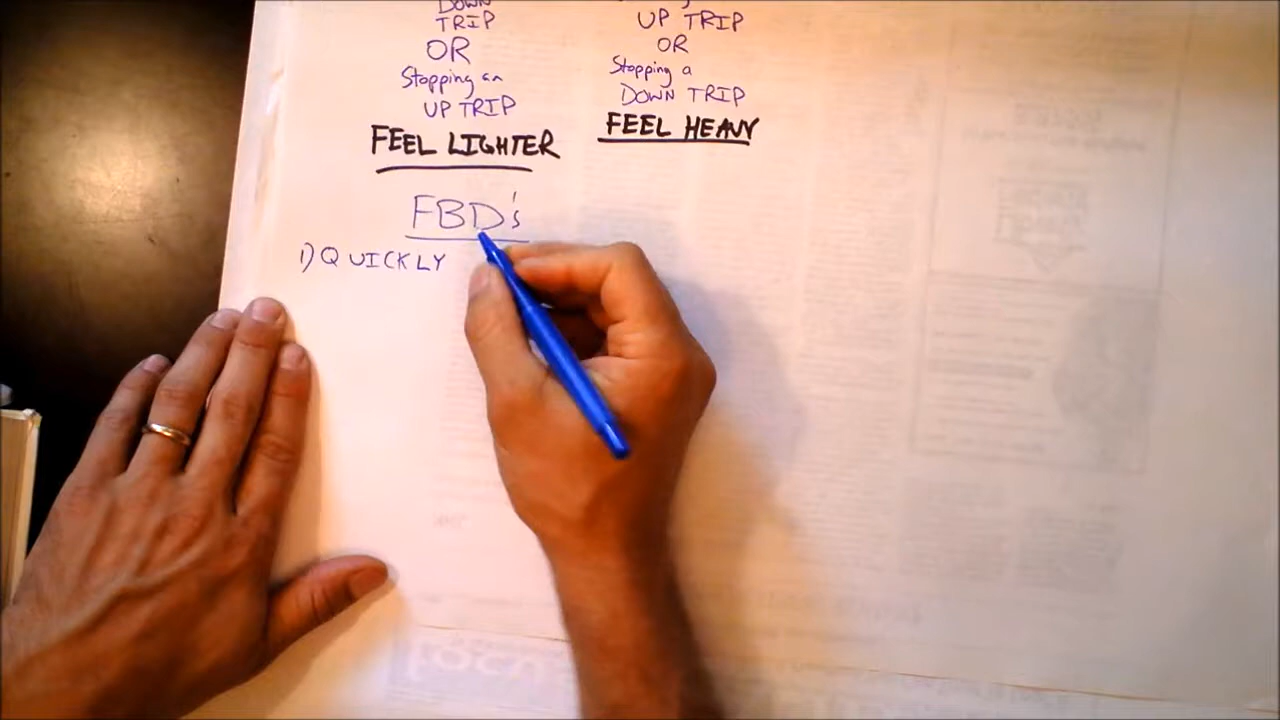 DOWN
TRIP
OR
Stopping an
UP TRIP
FEEL LIGHTER
UP TRIP
OR
Stopping a
DOWN TRIP
FEEL HEAVY
FBD's
1) QUICKLY